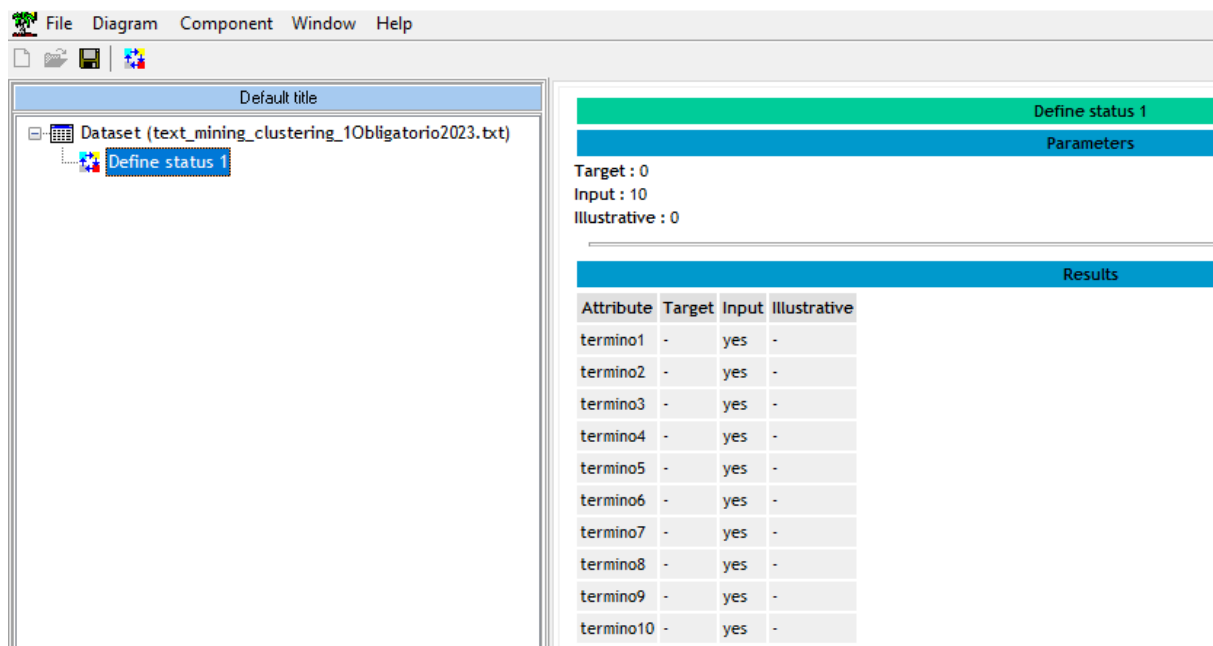 File Diagram Component Window Help
Default title
Dataset (text_mining_clustering_1Obligatorio2023.txt)
Define status 1
Define status 1
Parameters
Target : 0
Input : 10
Illustrative : 0
Results
Attribute Target Input Illustrative
termino1 - yes -
termino2 - yes -
termino3 - yes -
termino4 - yes -
termino5 - yes -
termino6 - yes -
termino7 - yes -
termino8 - yes -
termino9 - yes -
termino10 - yes -